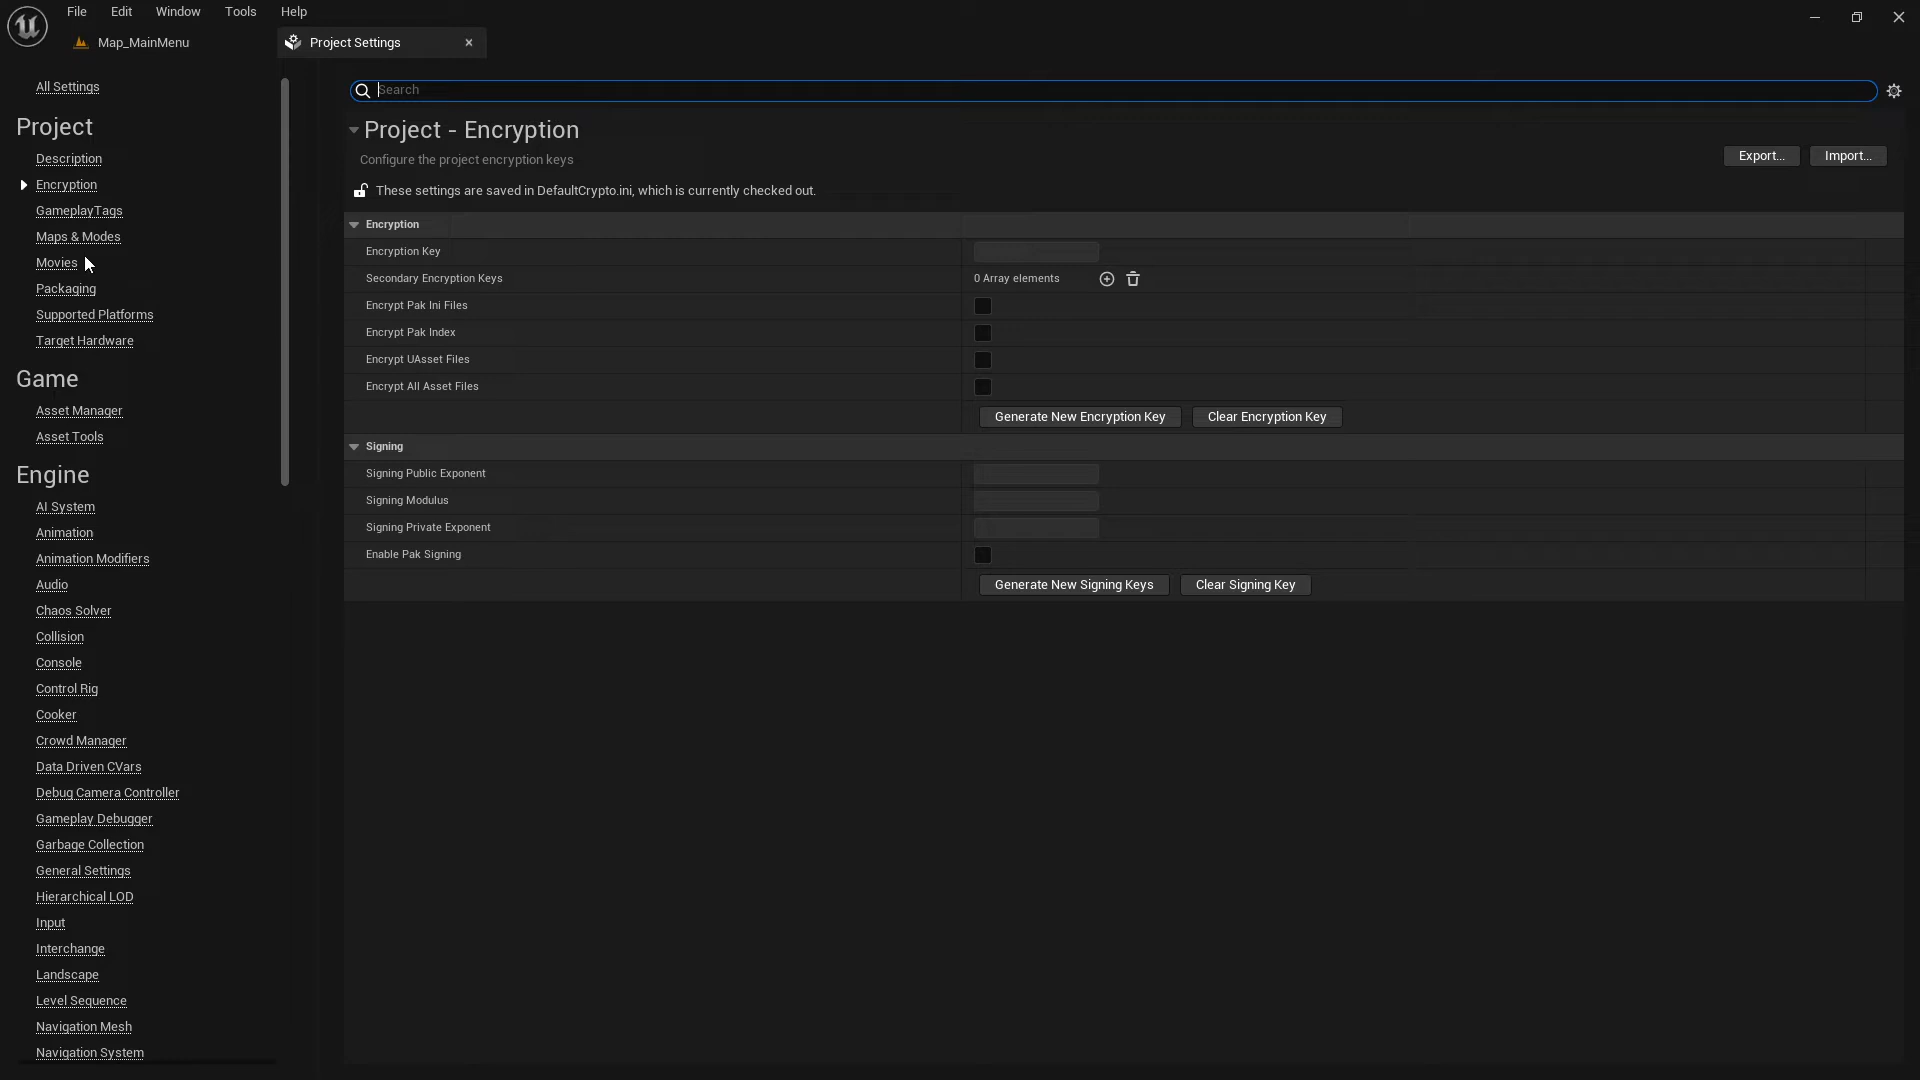 File Edit Window Tools Help
Map_MainMenu
Project Settings
All Settings
Project
Description
Encryption
GameplayTags
Maps & Modes
Movies
Packaging
Supported Platforms
Target Hardware
Game
Asset Manager
Asset Tools
Engine
AI System
Animation
Animation Modifiers
Audio
Chaos Solver
Collision
Console
Control Rig
Cooker
Crowd Manager
Data Driven CVars
Debug Camera Controller
Gameplay Debugger
Garbage Collection
General Settings
Hierarchical LOD
Input
Interchange
Landscape
Level Sequence
Navigation Mesh
Navigation System
Search
Project - Encryption
Configure the project encryption keys
Export... Import...
These settings are saved in DefaultCrypto.ini, which is currently checked out.
Encryption
Encryption Key
Secondary Encryption Keys 0 Array elements
Encrypt Pak Ini Files
Encrypt Pak Index
Encrypt UAsset Files
Encrypt All Asset Files
Generate New Encryption Key Clear Encryption Key
Signing
Signing Public Exponent
Signing Modulus
Signing Private Exponent
Enable Pak Signing
Generate New Signing Keys Clear Signing Key